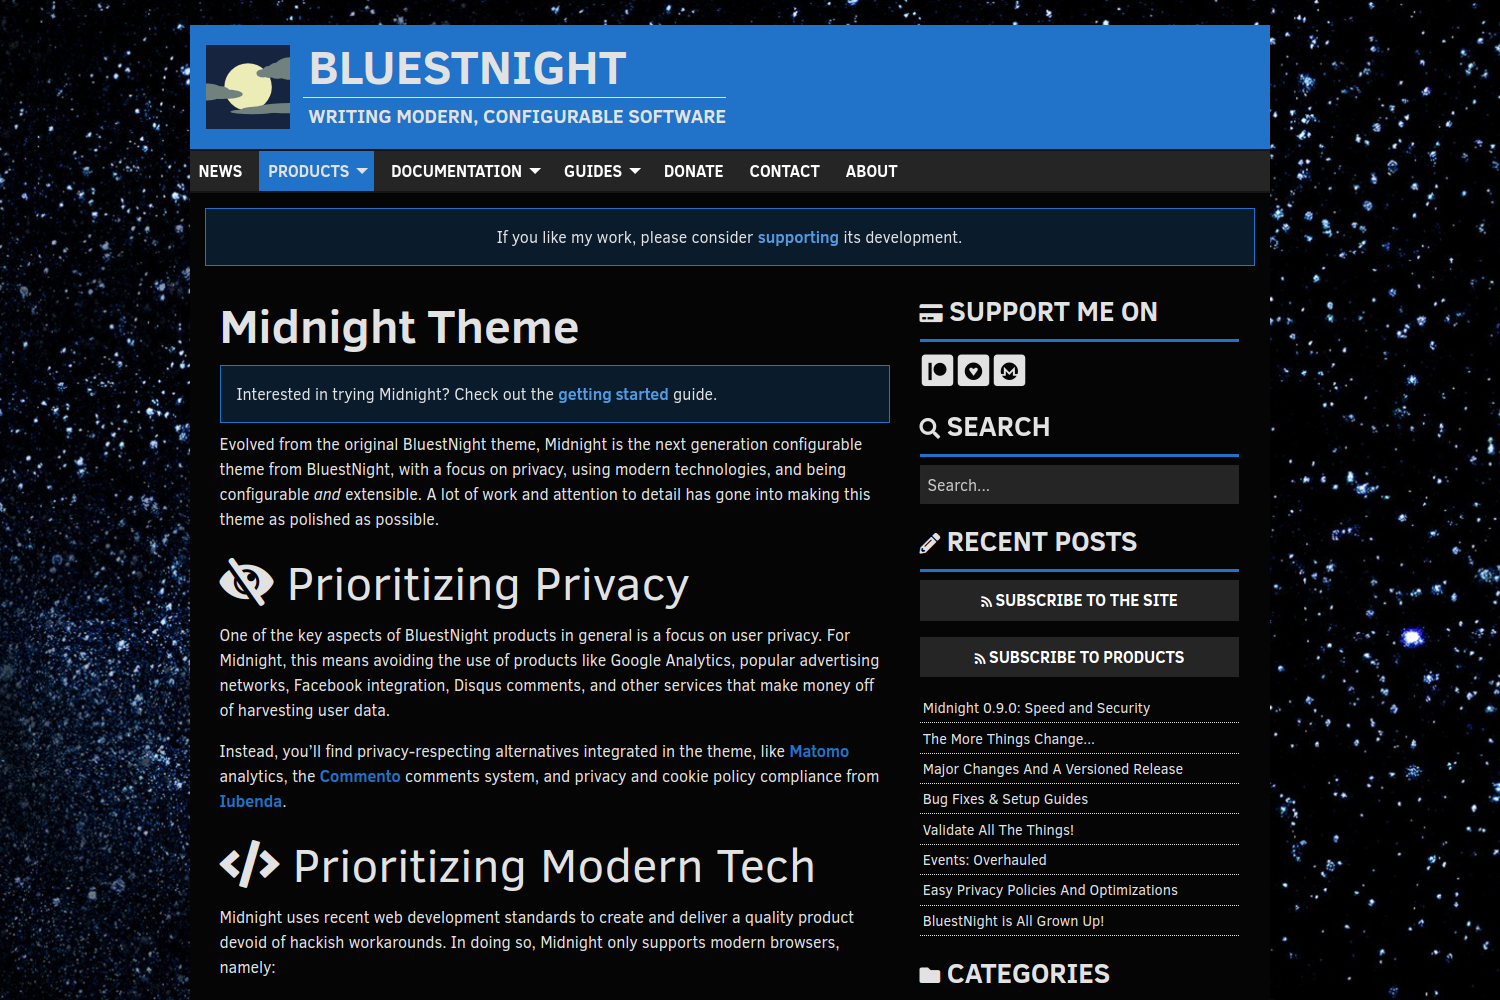 BLUESTNIGHT
WRITING MODERN, CONFIGURABLE SOFTWARE
NEWS PRODUCTS DOCUMENTATION GUIDES DONATE CONTACT ABOUT
If you like my work, please consider supporting its development.
Midnight Theme
Interested in trying Midnight? Check out the getting started guide.
Evolved from the original BluestNight theme, Midnight is the next generation configurable
theme from BluestNight, with a focus on privacy, using modern technologies, and being
configurable and extensible. A lot of work and attention to detail has gone into making this
theme as polished as possible.
Prioritizing Privacy
One of the key aspects of BluestNight products in general is a focus on user privacy. For
Midnight, this means avoiding the use of products like Google Analytics, popular advertising
networks, Facebook integration, Disqus comments, and other services that make money off
of harvesting user data.
Instead, you’ll find privacy-respecting alternatives integrated in the theme, like Matomo
analytics, the Commento comments system, and privacy and cookie policy compliance from
Iubenda.
Prioritizing Modern Tech
Midnight uses recent web development standards to create and deliver a quality product
devoid of hackish workarounds. In doing so, Midnight only supports modern browsers,
namely:
SUPPORT ME ON
SEARCH
Search...
RECENT POSTS
SUBSCRIBE TO THE SITE
SUBSCRIBE TO PRODUCTS
Midnight 0.9.0: Speed and Security
The More Things Change...
Major Changes And A Versioned Release
Bug Fixes & Setup Guides
Validate All The Things!
Events: Overhauled
Easy Privacy Policies And Optimizations
BluestNight is All Grown Up!
CATEGORIES